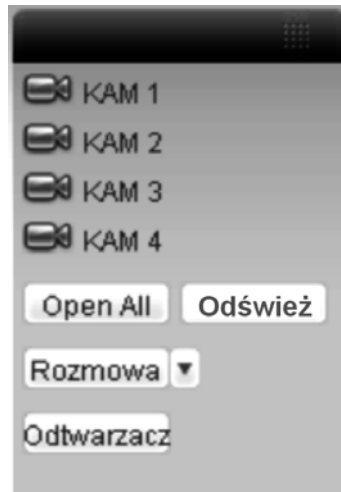 KAM 1
KAM 2
KAM 3
KAM 4
Open All Odśwież
Rozmowa
Odtwarzacz